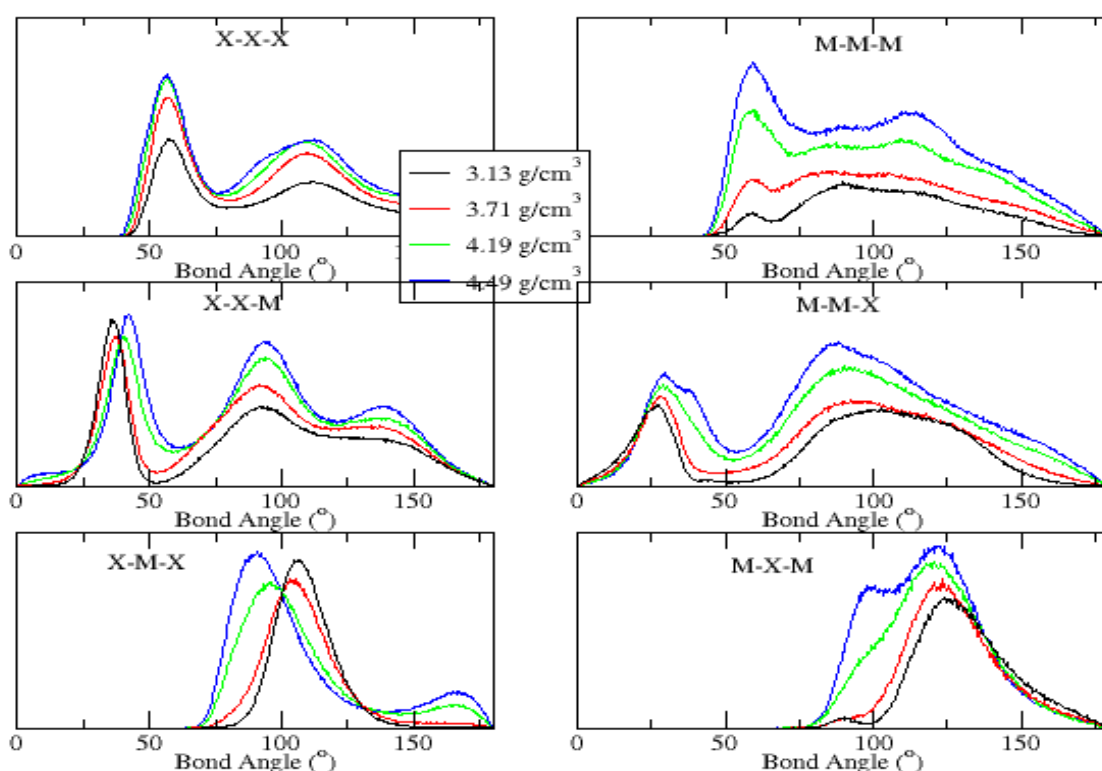 X-X-X
M-M-M
3.13 g/cm³
3.71 g/cm³
4.19 g/cm³
4.49 g/cm³
0 50 100 15
Bond Angle (°)
0 50 100 150
Bond Angle (°)
X-X-M
M-M-X
0 50 100 150
Bond Angle (°)
0 50 100 150
Bond Angle (°)
X-M-X
M-X-M
0 50 100 150
Bond Angle (°)
0 50 100 150
Bond Angle (°)